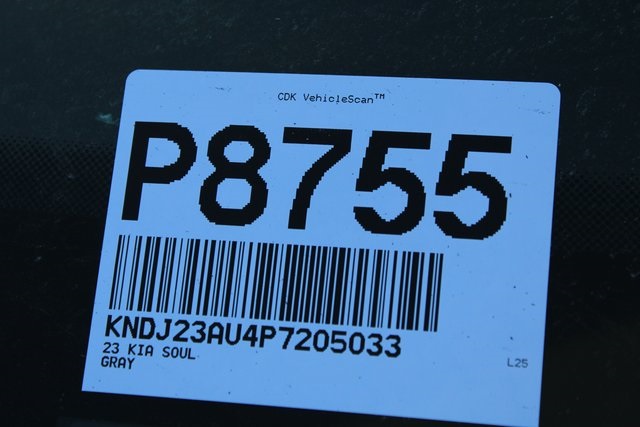 CDK VehicleScan™
P8755
KNDJ23AU4P7205033
23 KIA SOUL
GRAY
L25